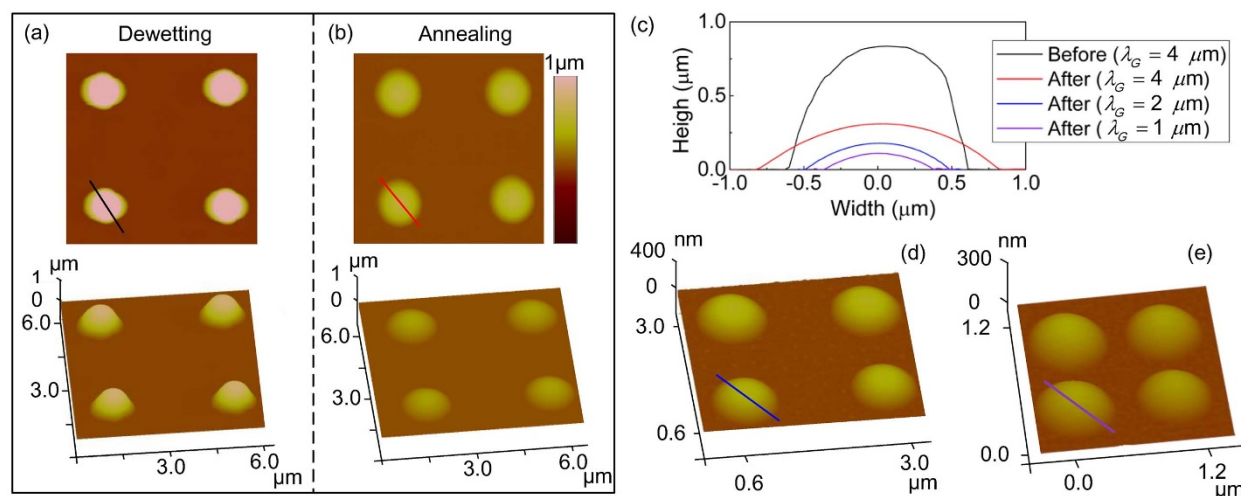 (a) Dewetting
(b) Annealing
1μm
(c)
Heigh (μm)
1.0
0.5
0.0
-1.0 -0.5 0.0 0.5 1.0
Width (μm)
Before (λG = 4 μm)
After (λG = 4 μm)
After (λG = 2 μm)
After (λG = 1 μm)
μm
1
0
6.0
3.0
3.0 6.0
μm
μm
1
0
6.0
3.0
3.0 6.0
μm
(d)
nm
400
0
3.0
0.6
0.6 3.0
μm
(e)
nm
300
0
1.2
0.0
0.0 1.2
μm